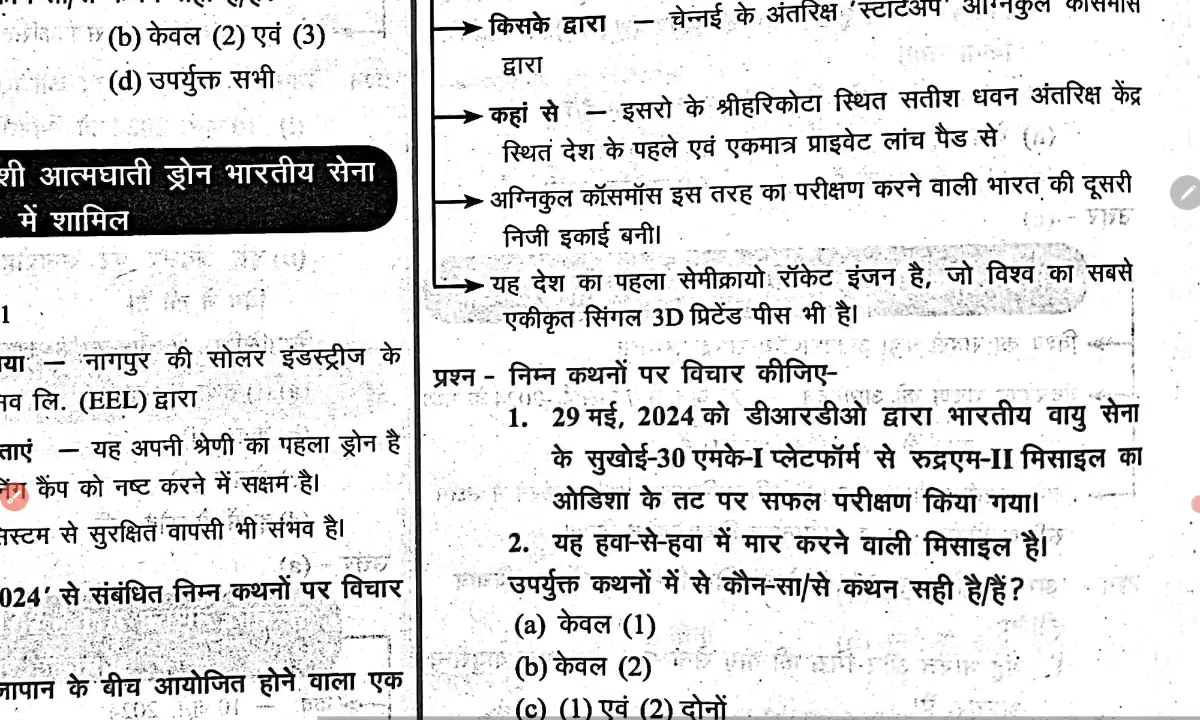 (b) केवल (2) एवं (3)
(d) उपर्युक्त सभी
शी आत्मघाती ड्रोन भारतीय सेना
में शामिल
1
या — नागपुर की सोलर इंडस्ट्रीज के
लि. (EEL) द्वारा
ताएं — यह अपनी श्रेणी का पहला ड्रोन है
कैंप को नष्ट करने में सक्षम है।
सिस्टम से सुरक्षित वापसी भी संभव है।
024' से संबंधित निम्न कथनों पर विचार
जापान के बीच आयोजित होने वाला एक
किसके द्वारा — चेन्नई के अंतरिक्ष 'स्टार्टअप' अग्निकुल कॉसमॉस
द्वारा
कहां से — इसरो के श्रीहरिकोटा स्थित सतीश धवन अंतरिक्ष केंद्र
स्थित देश के पहले एवं एकमात्र प्राइवेट लांच पैड से
अग्निकुल कॉसमॉस इस तरह का परीक्षण करने वाली भारत की दूसरी
निजी इकाई बनी।
यह देश का पहला सेमीक्रायो रॉकेट इंजन है, जो विश्व का सबसे
एकीकृत सिंगल 3D प्रिटेंड पीस भी है।
प्रश्न - निम्न कथनों पर विचार कीजिए-
1. 29 मई, 2024 को डीआरडीओ द्वारा भारतीय वायु सेना
के सुखोई-30 एमके-I प्लेटफॉर्म से रुद्रएम-II मिसाइल का
ओडिशा के तट पर सफल परीक्षण किया गया।
2. यह हवा-से-हवा में मार करने वाली मिसाइल है।
उपर्युक्त कथनों में से कौन-सा/से कथन सही है/हैं?
(a) केवल (1)
(b) केवल (2)
(c) (1) एवं (2) दोनों